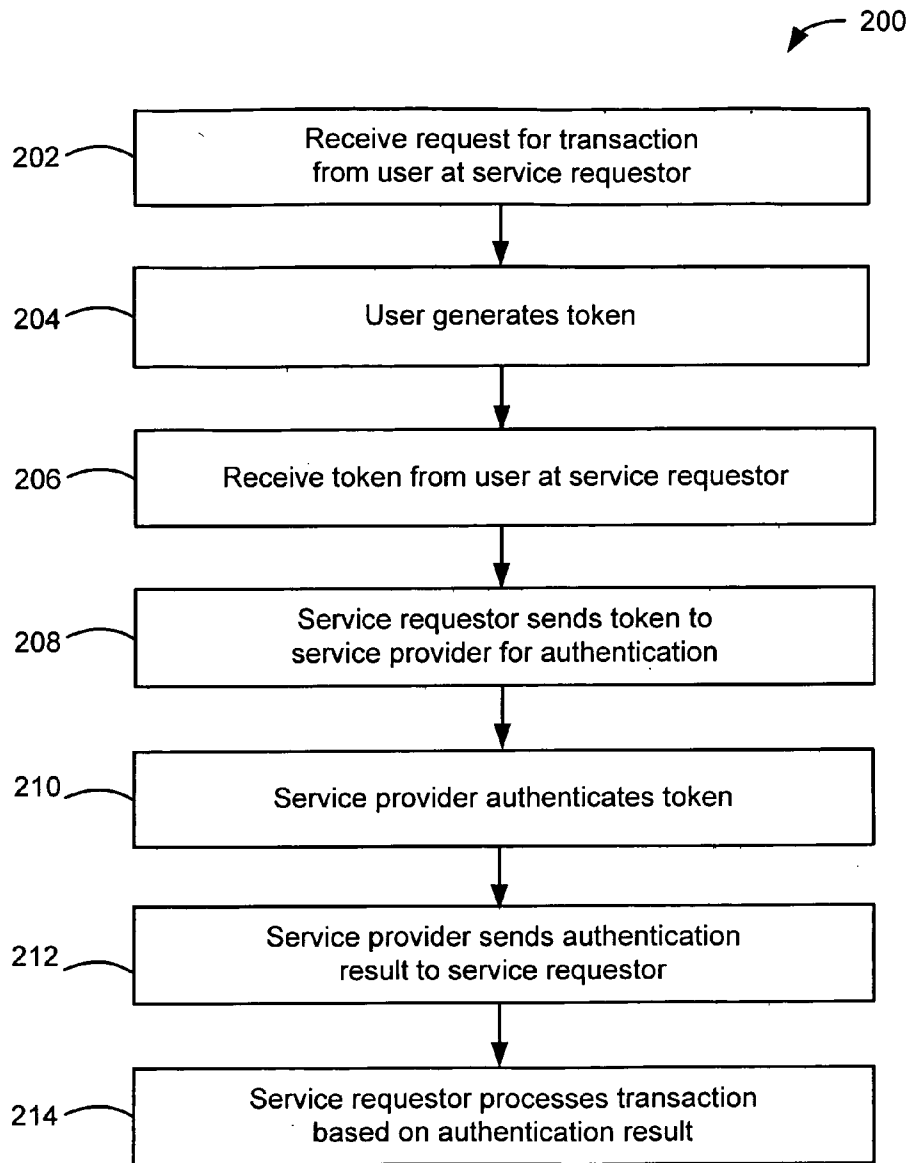 200
202
Receive request for transaction
from user at service requestor
204
User generates token
206
Receive token from user at service requestor
208
Service requestor sends token to
service provider for authentication
210
Service provider authenticates token
212
Service provider sends authentication
result to service requestor
214
Service requestor processes transaction
based on authentication result